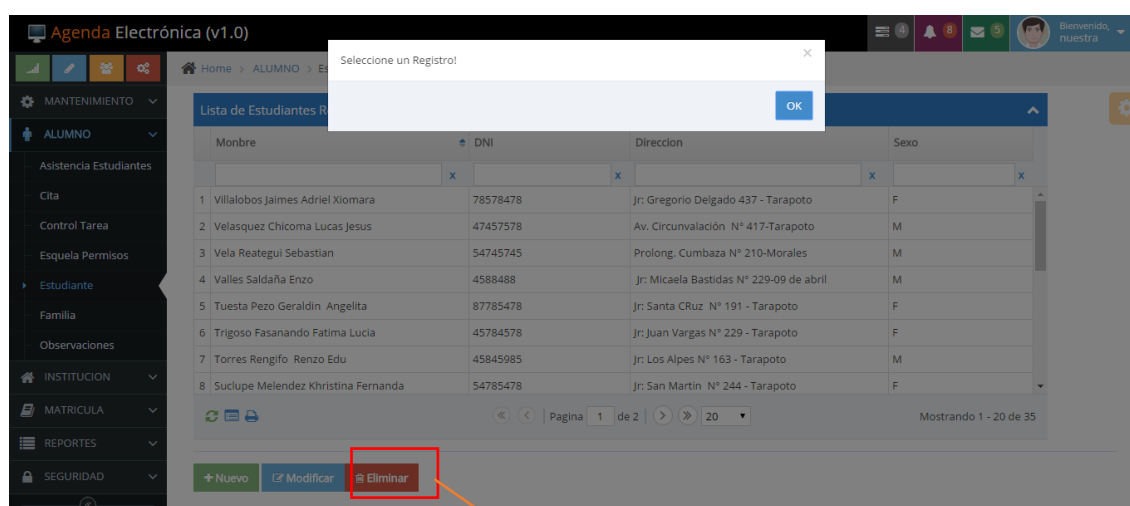 Agenda Electrónica (v1.0)
4
8
5
Bienvenido,
nuestra
Seleccione un Registro!
×
OK
Home > ALUMNO > Es
MANTENIMIENTO
ALUMNO
Asistencia Estudiantes
Cita
Control Tarea
Esquela Permisos
Estudiante
Familia
Observaciones
INSTITUCION
MATRICULA
REPORTES
SEGURIDAD
Lista de Estudiantes R
Monbre DNI Direccion Sexo
x x x x
1 Villalobos Jaimes Adriel Xiomara 78578478 Jr: Gregorio Delgado 437 - Tarapoto F
2 Velasquez Chicoma Lucas Jesus 47457578 Av. Circunvalación N° 417-Tarapoto M
3 Vela Reategui Sebastian 54745745 Prolong. Cumbaza N° 210-Morales M
4 Valles Saldaña Enzo 4588488 Jr: Micaela Bastidas N° 229-09 de abril M
5 Tuesta Pezo Geraldin Angelita 87785478 Jr: Santa CRuz N° 191 - Tarapoto F
6 Trigoso Fasanando Fatima Lucia 45784578 Jr: Juan Vargas N° 229 - Tarapoto F
7 Torres Rengifo Renzo Edu 45845985 Jr: Los Alpes N° 163 - Tarapoto M
8 Suclupe Melendez Khristina Fernanda 54785478 Jr: San Martin N° 244 - Tarapoto F
Pagina 1 de 2 20 Mostrando 1 - 20 de 35
+Nuevo Modificar Eliminar